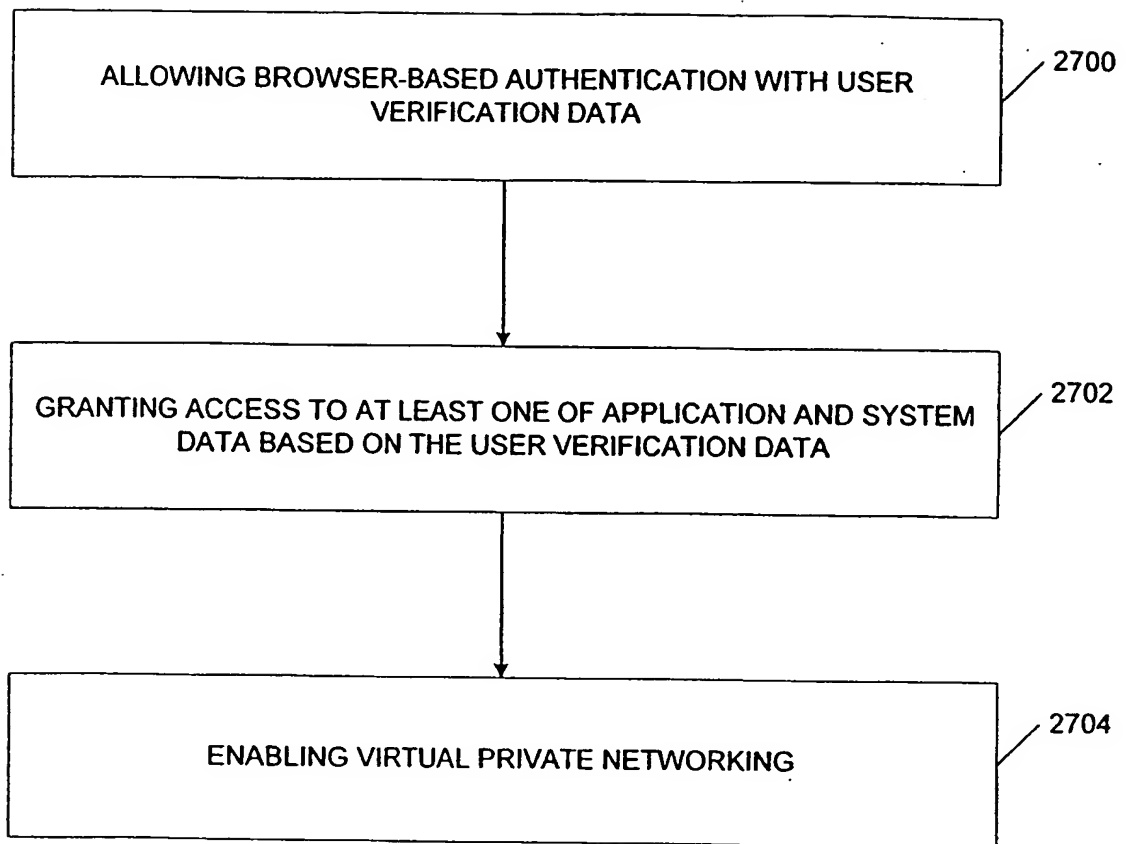 ALLOWING BROWSER-BASED AUTHENTICATION WITH USER
VERIFICATION DATA
2700
GRANTING ACCESS TO AT LEAST ONE OF APPLICATION AND SYSTEM
DATA BASED ON THE USER VERIFICATION DATA
2702
ENABLING VIRTUAL PRIVATE NETWORKING
2704